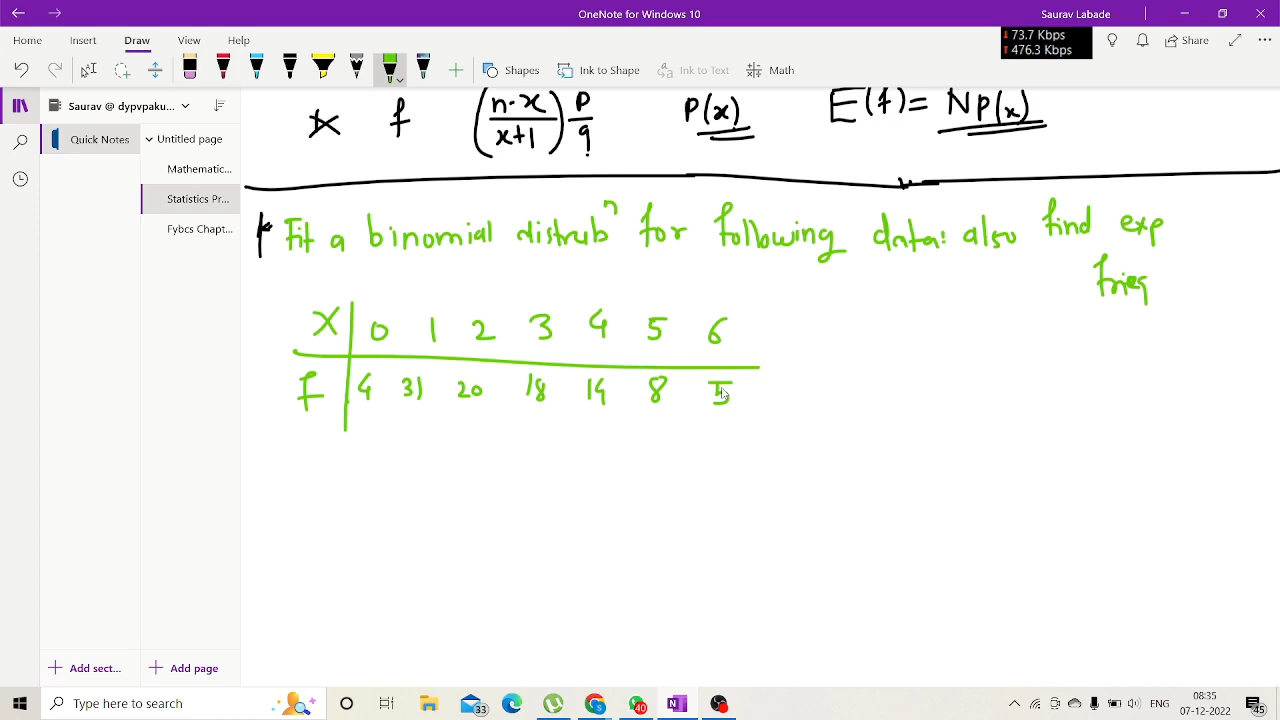 OneNote for Windows 10
Saurav Labade
73.7 Kbps
476.3 Kbps
Home Insert Draw View Help
Share
Shapes Ink to Shape Ink to Text Math
Saurav @ dypvpaku...
Quick Notes
Untitled page
Mathematic...
Statistics Pr...
Fybcs Chapt...
x f (n-x/x+1) p/q P(x) E(f)= Np(x)
* Fit a binomial distribⁿ for following data: also find exp
freq
X 0 1 2 3 4 5 6
f 4 31 20 18 14 8 5
Add sect... Add page
Type here to search
33
40
08:35
07-12-2022
45
ENG